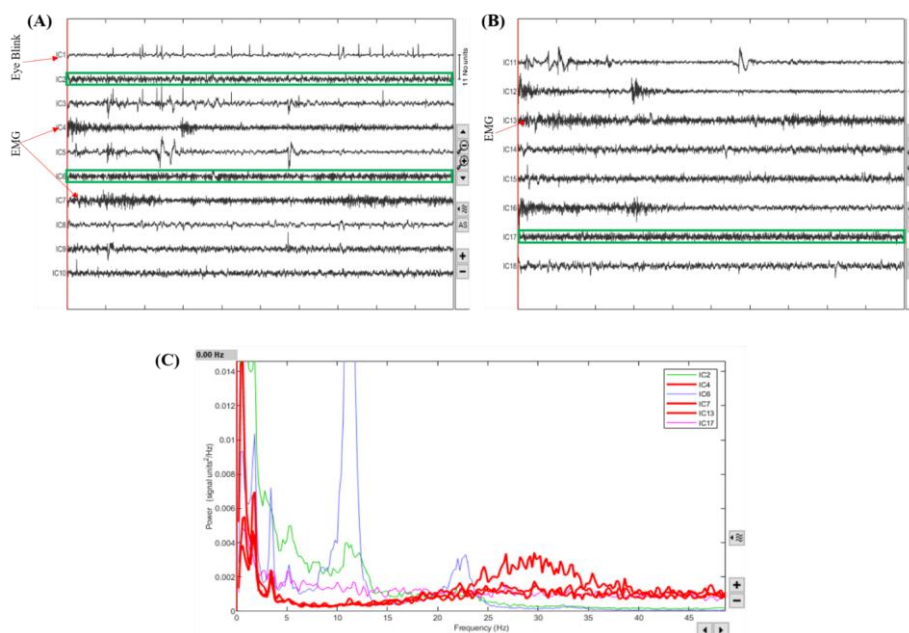 (A)
Eye Blink
EMG
IC1
IC2
IC3
IC4
IC5
IC6
IC7
IC8
IC9
IC10
11 No units
AS
+
−
(B)
EMG
IC11
IC12
IC13
IC14
IC15
IC16
IC17
IC18
(C)
0.00 Hz
Power (signal units²/Hz)
0.014
0.012
0.01
0.008
0.006
0.004
0.002
0
0 5 10 15 20 25 30 35 40 45
Frequency (Hz)
IC2
IC4
IC6
IC7
IC13
IC17
+
−